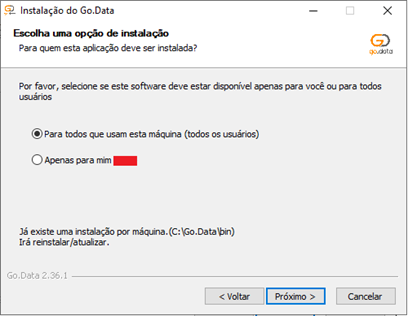 Instalação do Go.Data
Escolha uma opção de instalação
Para quem esta aplicação deve ser instalada?
go.data
Por favor, selecione se este software deve estar disponível apenas para você ou para todos
usuários
Para todos que usam esta máquina (todos os usuários)
Apenas para mim
Já existe uma instalação por máquina.(C:\Go.Data\bin)
Irá reinstalar/atualizar.
Go.Data 2.36.1
< Voltar
Próximo >
Cancelar